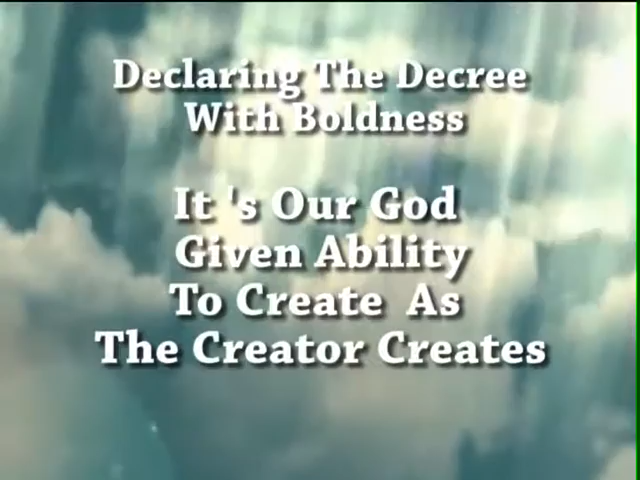 Declaring The Decree
With Boldness
It 's Our God
Given Ability
To Create As
The Creator Creates